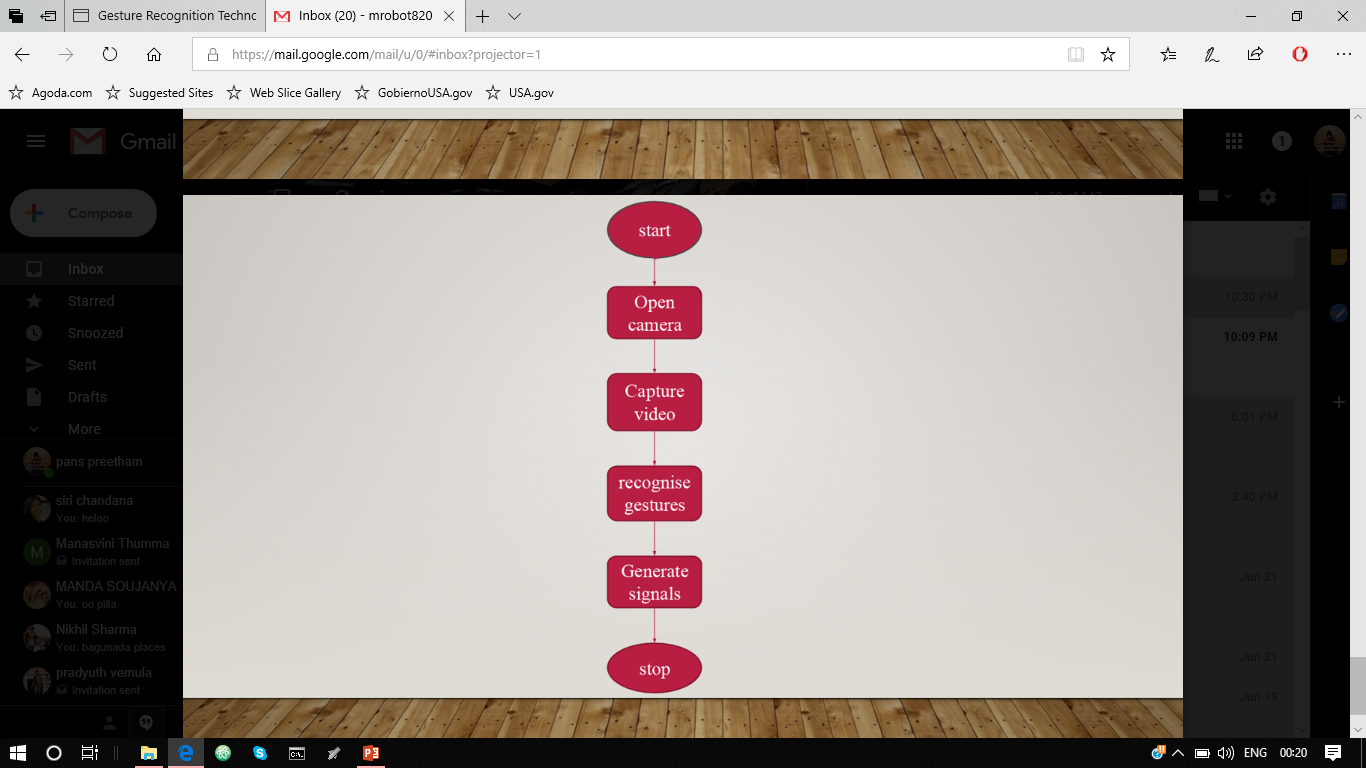 Gesture Recognition Techno
Inbox (20) - mrobot820
https://mail.google.com/mail/u/0/#inbox?projector=1
Agoda.com
Suggested Sites
Web Slice Gallery
GobiernoUSA.gov
USA.gov
Gmail
1
Compose
Inbox
Starred
Snoozed
Sent
Drafts
More
pans preetham
siri chandana
You: heloo
M
Manasvini Thumma
Invitation sent
MANDA SOUJANYA
You: oo pilla
Nikhil Sharma
You: bagunada places
pradyuth vemula
Invitation sent
start
Open
camera
Capture
video
recognise
gestures
Generate
signals
stop
31
10:30 PM
10:09 PM
6:01 PM
2:40 PM
Jun 21
Jun 21
Jun 19
ENG
00:20